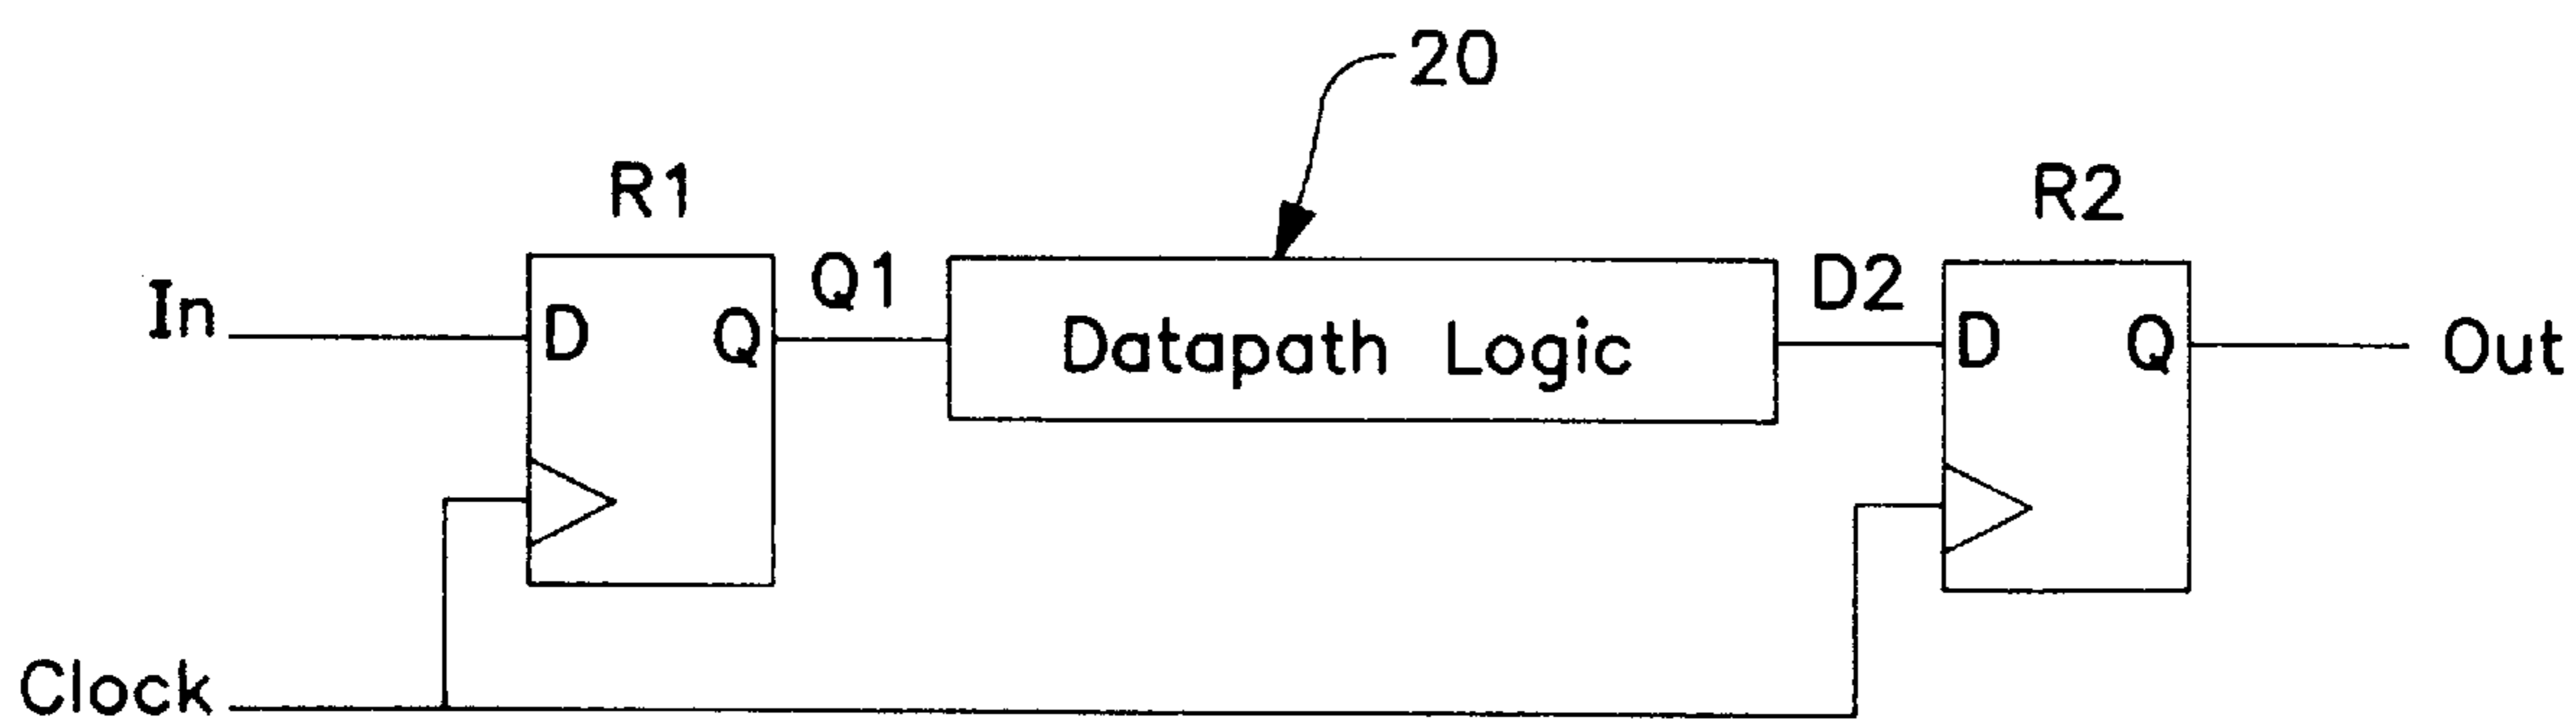 20
R1
R2
Q1
D2
In
D
Q
Datapath Logic
D
Q
Out
Clock